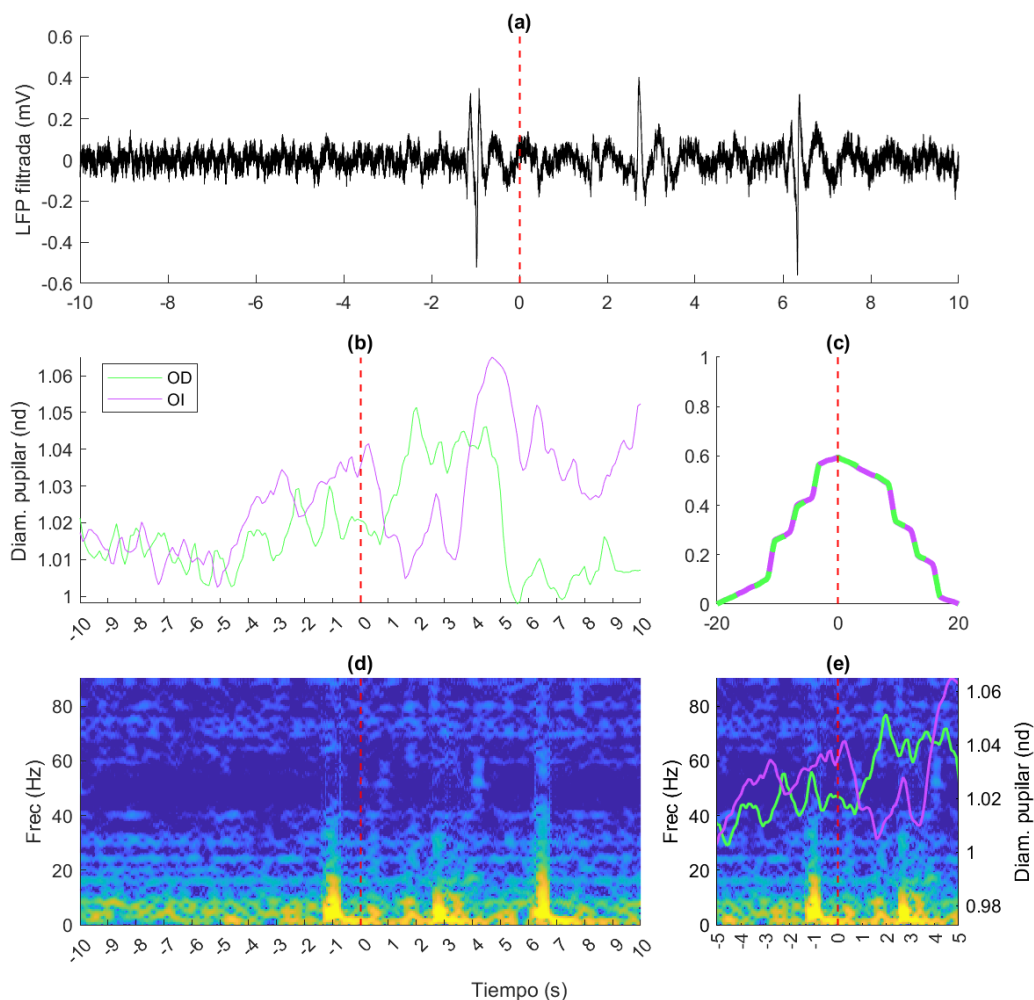 (a)
LFP filtrada (mV)
0.6
0.4
0.2
0
-0.2
-0.4
-0.6
-10 -8 -6 -4 -2 0 2 4 6 8 10
(b)
Diam. pupilar (nd)
OD
OI
1.06
1.05
1.04
1.03
1.02
1.01
1
-10 -9 -8 -7 -6 -5 -4 -3 -2 -1 0 1 2 3 4 5 6 7 8 9 10
(c)
1
0.8
0.6
0.4
0.2
0
-20 0 20
(d)
Frec (Hz)
80
60
40
20
0
-10 -9 -8 -7 -6 -5 -4 -3 -2 -1 0 1 2 3 4 5 6 7 8 9 10
(e)
Frec (Hz)
80
60
40
20
0
-5 -4 -3 -2 -1 0 1 2 3 4 5
1.06
1.04
1.02
1
0.98
Diam. pupilar (nd)
Tiempo (s)